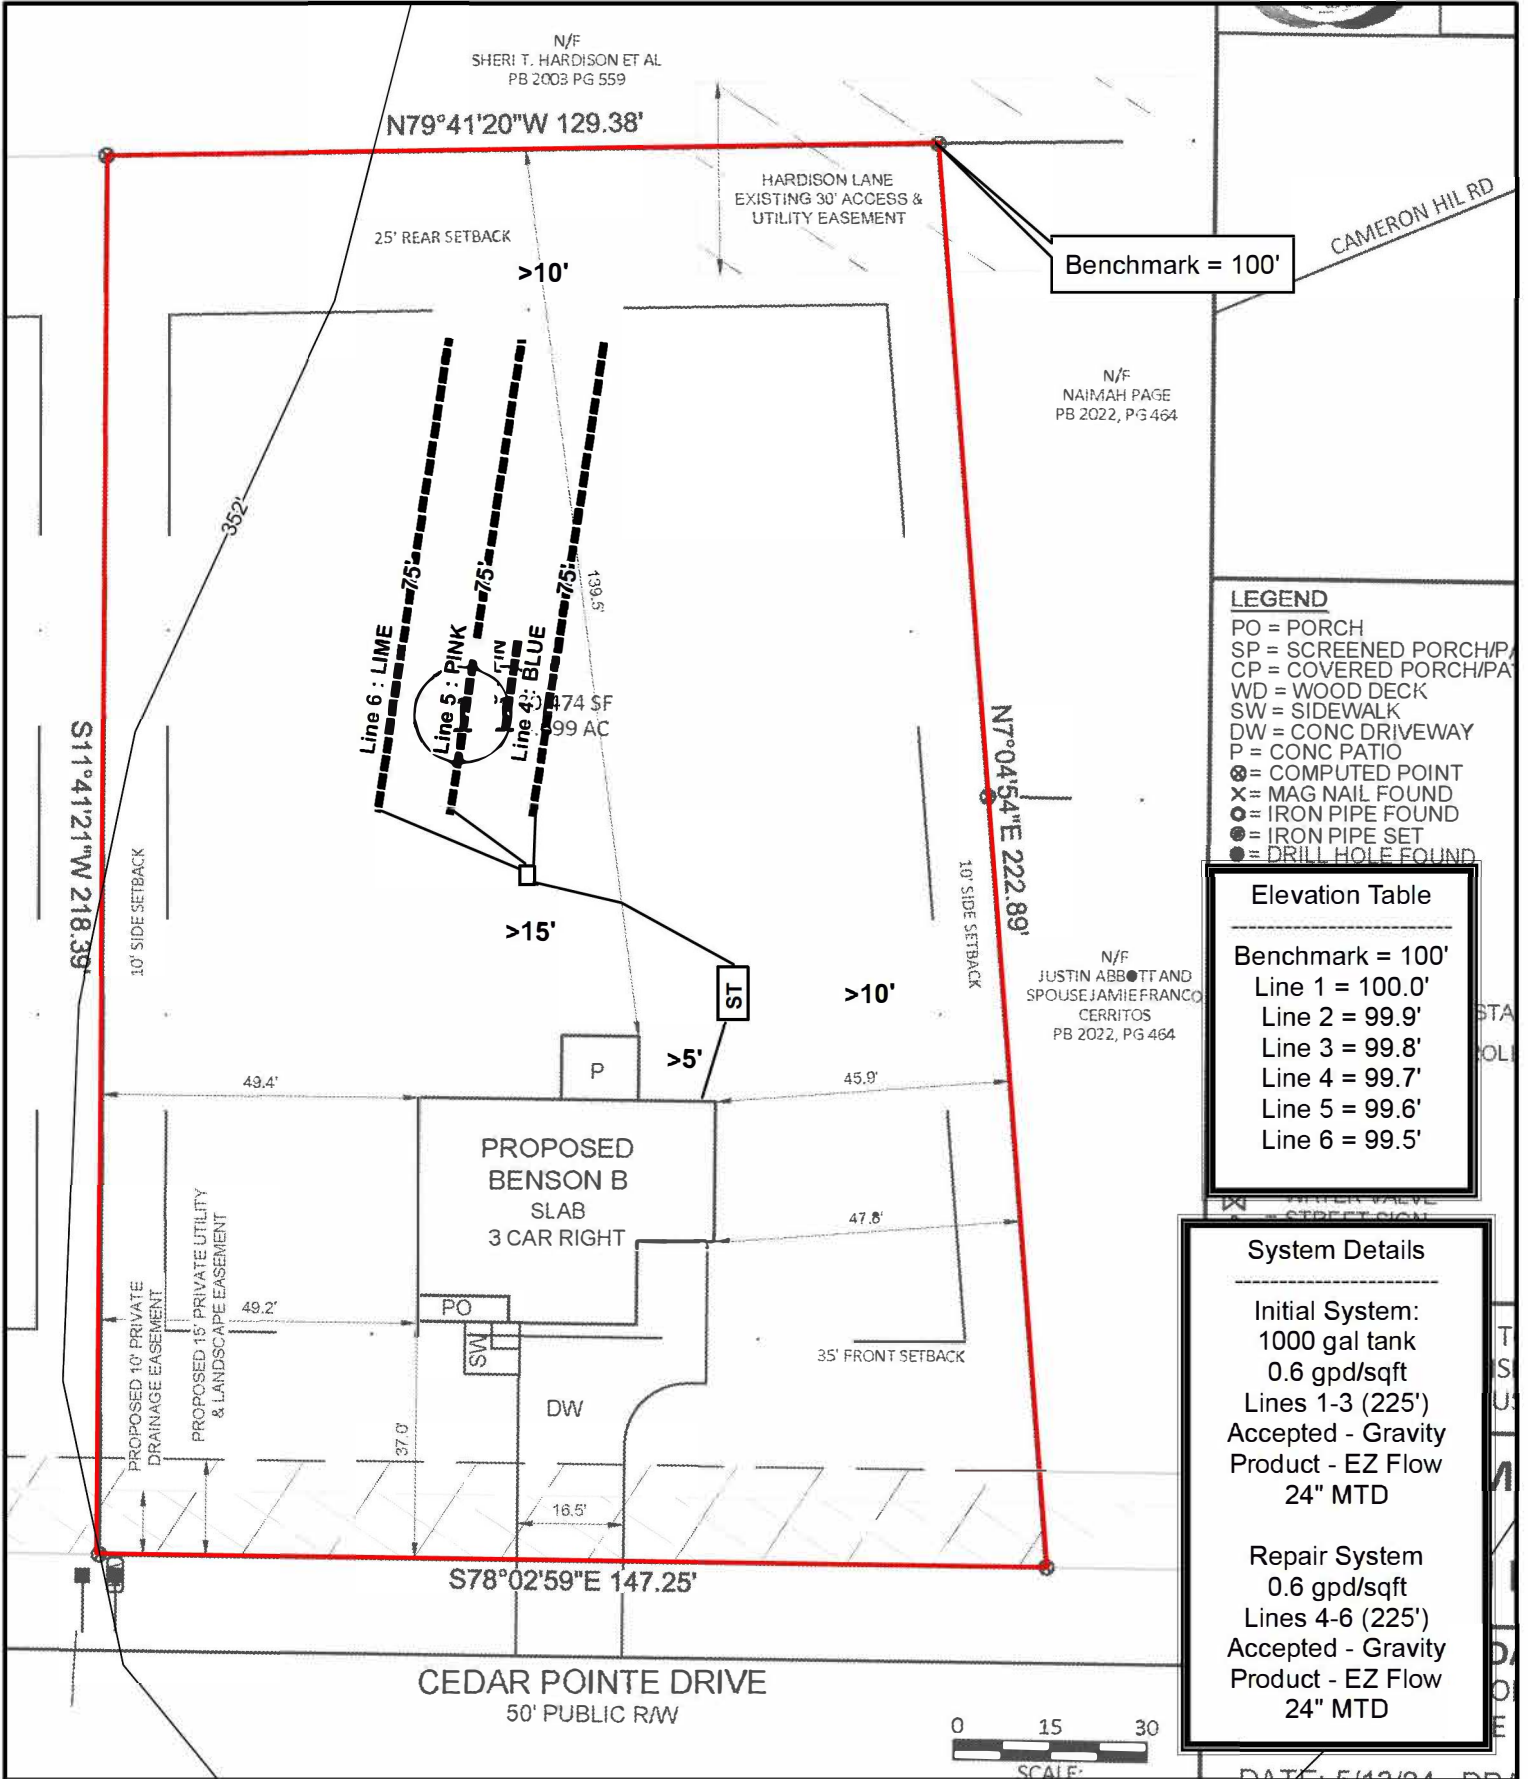 N/F
SHERI T. HARDISON ET AL
PB 2003 PG 559
N79°41'20"W 129.38'
HARDISON LANE
EXISTING 30' ACCESS &
UTILITY EASEMENT
25' REAR SETBACK
>10'
Benchmark = 100'
CAMERON HIL RD
N/F
NAIMAH PAGE
PB 2022, PG 464
352'
75'
75'
75'
139.5'
Line 6 : LIME
Line 5 : PINK
Line 4 : BLUE
474 SF
99 AC
S11°41'21"W 218.39'
N7°04'54"E 222.89'
10' SIDE SETBACK
10' SIDE SETBACK
>15'
ST
>10'
>5'
N/F
JUSTIN ABBOTT AND
SPOUSE JAMIE FRANCO
CERRITOS
PB 2022, PG 464
P
49.4'
45.9'
PROPOSED
BENSON B
SLAB
3 CAR RIGHT
47.8'
PO
SW
49.2'
35' FRONT SETBACK
PROPOSED 10' PRIVATE
DRAINAGE EASEMENT
PROPOSED 15' PRIVATE UTILITY
& LANDSCAPE EASEMENT
37.0'
DW
16.5'
S78°02'59"E 147.25'
CEDAR POINTE DRIVE
50' PUBLIC R/W
0 15 30
SCALE:
LEGEND
PO = PORCH
SP = SCREENED PORCH/PA
CP = COVERED PORCH/PAT
WD = WOOD DECK
SW = SIDEWALK
DW = CONC DRIVEWAY
P = CONC PATIO
= COMPUTED POINT
X = MAG NAIL FOUND
= IRON PIPE FOUND
= IRON PIPE SET
= DRILL HOLE FOUND
Elevation Table
Benchmark = 100'
Line 1 = 100.0'
Line 2 = 99.9'
Line 3 = 99.8'
Line 4 = 99.7'
Line 5 = 99.6'
Line 6 = 99.5'
System Details
Initial System:
1000 gal tank
0.6 gpd/sqft
Lines 1-3 (225')
Accepted - Gravity
Product - EZ Flow
24" MTD
Repair System
0.6 gpd/sqft
Lines 4-6 (225')
Accepted - Gravity
Product - EZ Flow
24" MTD